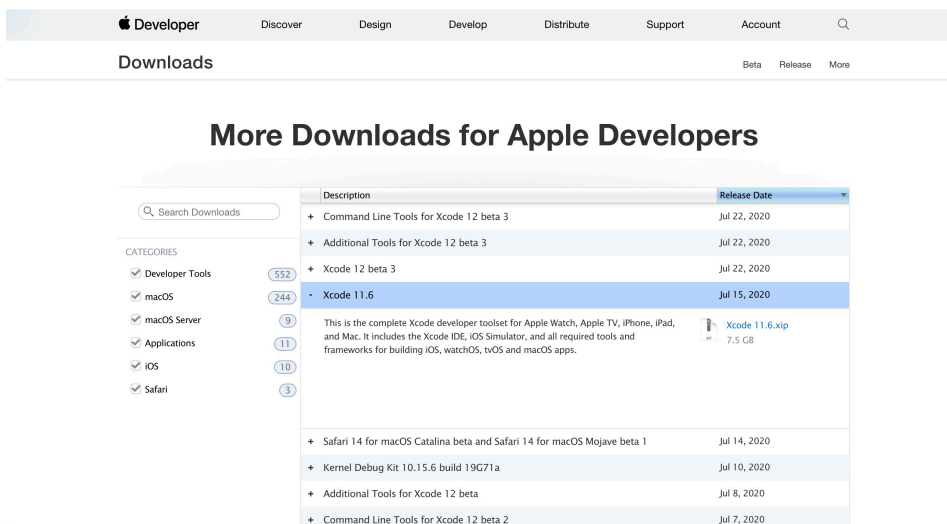 Developer Discover Design Develop Distribute Support Account
Downloads Beta Release More
More Downloads for Apple Developers
Search Downloads
CATEGORIES
Developer Tools 552
macOS 244
macOS Server 9
Applications 11
iOS 10
Safari 3
Description Release Date
+ Command Line Tools for Xcode 12 beta 3 Jul 22, 2020
+ Additional Tools for Xcode 12 beta 3 Jul 22, 2020
+ Xcode 12 beta 3 Jul 22, 2020
- Xcode 11.6 Jul 15, 2020
This is the complete Xcode developer toolset for Apple Watch, Apple TV, iPhone, iPad,
and Mac. It includes the Xcode IDE, iOS Simulator, and all required tools and
frameworks for building iOS, watchOS, tvOS and macOS apps.
Xcode 11.6.xip
7.5 GB
+ Safari 14 for macOS Catalina beta and Safari 14 for macOS Mojave beta 1 Jul 14, 2020
+ Kernel Debug Kit 10.15.6 build 19G71a Jul 10, 2020
+ Additional Tools for Xcode 12 beta Jul 8, 2020
+ Command Line Tools for Xcode 12 beta 2 Jul 7, 2020